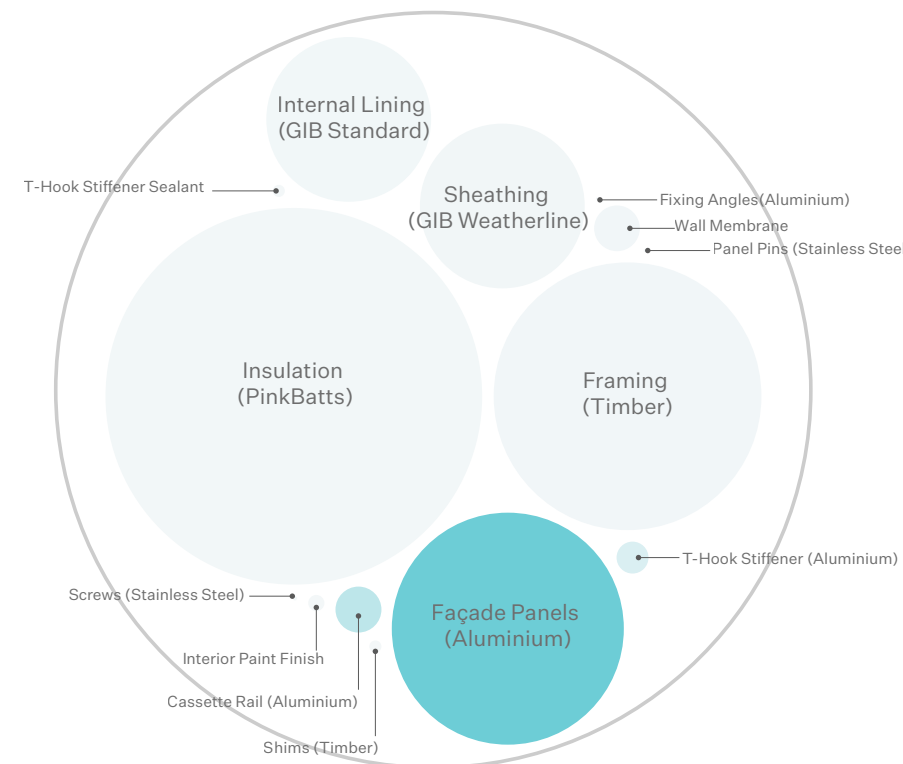 Internal Lining
(GIB Standard)
T-Hook Stiffener Sealant
Sheathing
(GIB Weatherline)
Fixing Angles(Aluminium)
Wall Membrane
Panel Pins (Stainless Stee
Insulation
(PinkBatts)
Framing
(Timber)
T-Hook Stiffener (Aluminium)
Screws (Stainless Steel)
Façade Panels
(Aluminium)
Interior Paint Finish
Cassette Rail (Aluminium)
Shims (Timber)